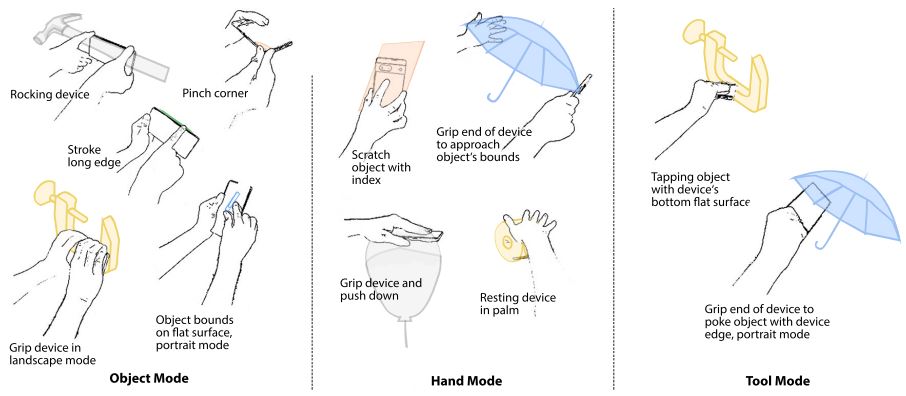 Rocking device
Pinch corner
Stroke
long edge
Grip device in
landscape mode
Object bounds
on flat surface,
portrait mode
Object Mode
Scratch
object with
index
Grip end of device
to approach
object's bounds
Grip device and
push down
Resting device
in palm
Hand Mode
Tapping object
with device's
bottom flat surface
Grip end of device to
poke object with device
edge, portrait mode
Tool Mode